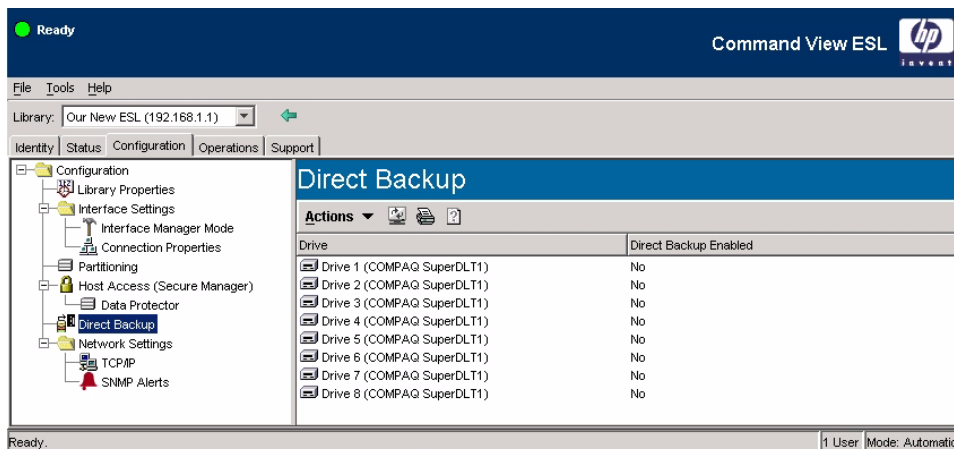 Ready
Command View ESL
hp
invent
File Tools Help
Library: Our New ESL (192.168.1.1)
Identity Status Configuration Operations Support
Configuration
Library Properties
Interface Settings
Interface Manager Mode
Connection Properties
Partitioning
Host Access (Secure Manager)
Data Protector
Direct Backup
Network Settings
TCP/IP
SNMP Alerts
Direct Backup
Actions
Drive Direct Backup Enabled
Drive 1 (COMPAQ SuperDLT1) No
Drive 2 (COMPAQ SuperDLT1) No
Drive 3 (COMPAQ SuperDLT1) No
Drive 4 (COMPAQ SuperDLT1) No
Drive 5 (COMPAQ SuperDLT1) No
Drive 6 (COMPAQ SuperDLT1) No
Drive 7 (COMPAQ SuperDLT1) No
Drive 8 (COMPAQ SuperDLT1) No
Ready.
1 User Mode: Automatic